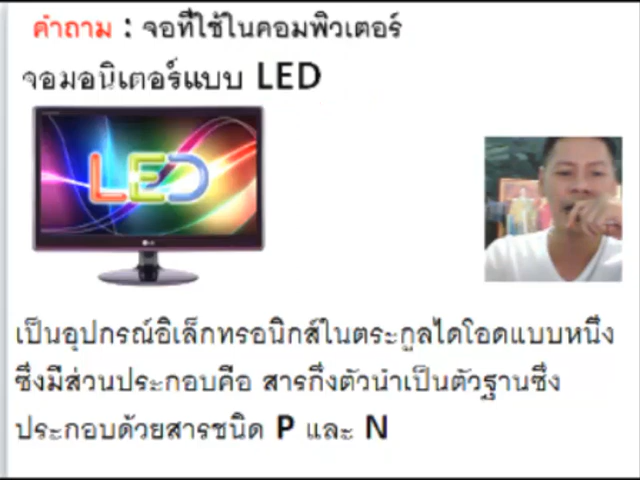 คำถาม : จอที่ใช้ในคอมพิวเตอร์
จอมอนิเตอร์แบบ LED
LED
LG
เป็นอุปกรณ์อิเล็กทรอนิกส์ในตระกูลไดโอดแบบหนึ่ง
ซึ่งมีส่วนประกอบคือ สารกึ่งตัวนำเป็นตัวฐานซึ่ง
ประกอบด้วยสารชนิด P และ N